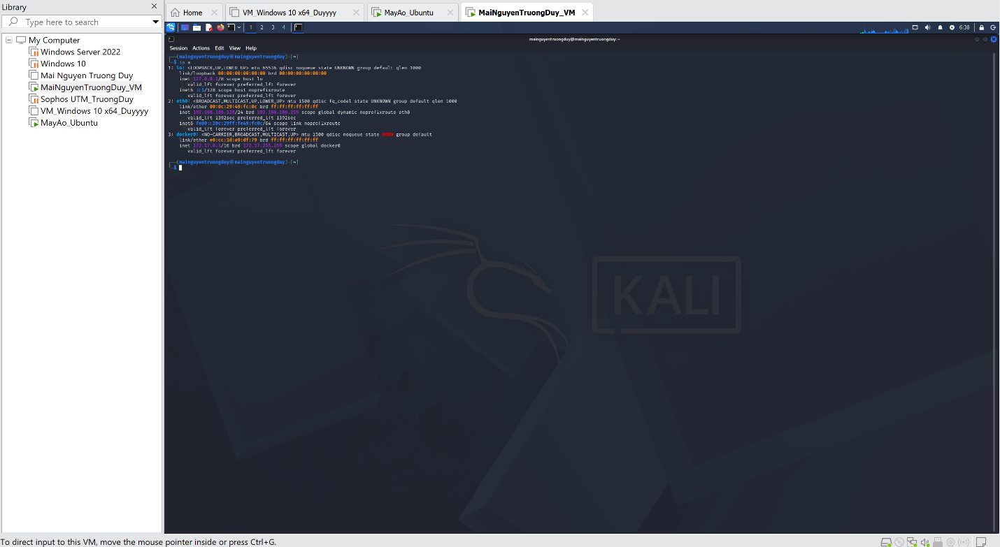 Library
Type here to search
My Computer
Windows Server 2022
Windows 10
Mai Nguyen Truong Duy
MaiNguyenTruongDuy_VM
Sophos UTM_TruongDuy
VM_Windows 10 x64_Duyyyy
MayAo_Ubuntu
Home
VM_Windows 10 x64_Duyyyy
MayAo_Ubuntu
MaiNguyenTruongDuy_VM
1 2 3 4
6:38
mainguyentruongduy@mainguyentruongduy: ~
Session Actions Edit View Help
(mainguyentruongduy㉿mainguyentruongduy)-[~]
$ ip a
1: lo: <LOOPBACK,UP,LOWER_UP> mtu 65536 qdisc noqueue state UNKNOWN group default qlen 1000
link/loopback 00:00:00:00:00:00 brd 00:00:00:00:00:00
inet 127.0.0.1/8 scope host lo
valid_lft forever preferred_lft forever
inet6 ::1/128 scope host noprefixroute
valid_lft forever preferred_lft forever
2: eth0: <BROADCAST,MULTICAST,UP,LOWER_UP> mtu 1500 qdisc fq_codel state UNKNOWN group default qlen 1000
link/ether 00:0c:29:49:fc:0c brd ff:ff:ff:ff:ff:ff
inet 192.168.186.128/24 brd 192.168.186.255 scope global dynamic noprefixroute eth0
valid_lft 1392sec preferred_lft 1392sec
inet6 fe80::20c:29ff:fe49:fc0c/64 scope link noprefixroute
valid_lft forever preferred_lft forever
3: docker0: <NO-CARRIER,BROADCAST,MULTICAST,UP> mtu 1500 qdisc noqueue state DOWN group default
link/ether e6:cc:1d:a9:df:79 brd ff:ff:ff:ff:ff:ff
inet 172.17.0.1/16 brd 172.17.255.255 scope global docker0
valid_lft forever preferred_lft forever
(mainguyentruongduy㉿mainguyentruongduy)-[~]
$
KALI
To direct input to this VM, move the mouse pointer inside or press Ctrl+G.